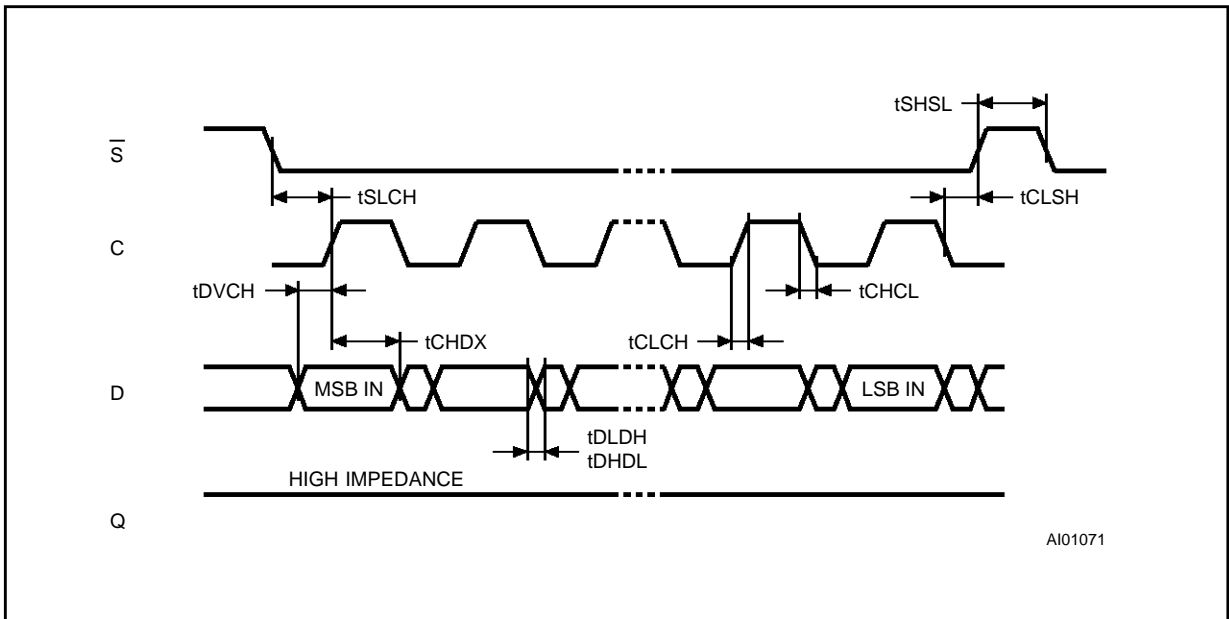 tSHSL
S̅
tSLCH
tCLSH
C
tDVCH
tCHCL
tCHDX
tCLCH
D
MSB IN
LSB IN
tDLDH
tDHDL
HIGH IMPEDANCE
Q
AI01071